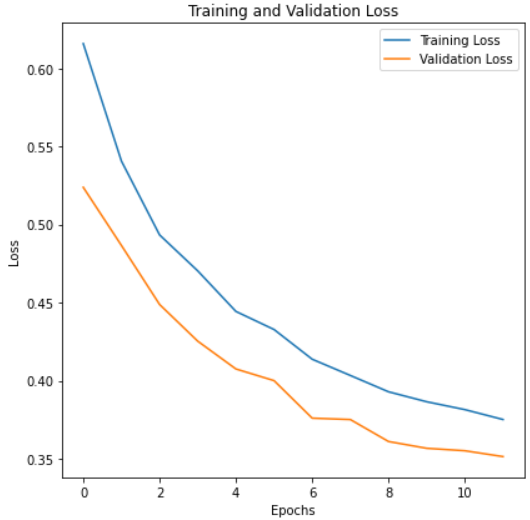 Training and Validation Loss
Training Loss
Validation Loss
0.60
0.55
0.50
0.45
0.40
0.35
Loss
0 2 4 6 8 10
Epochs